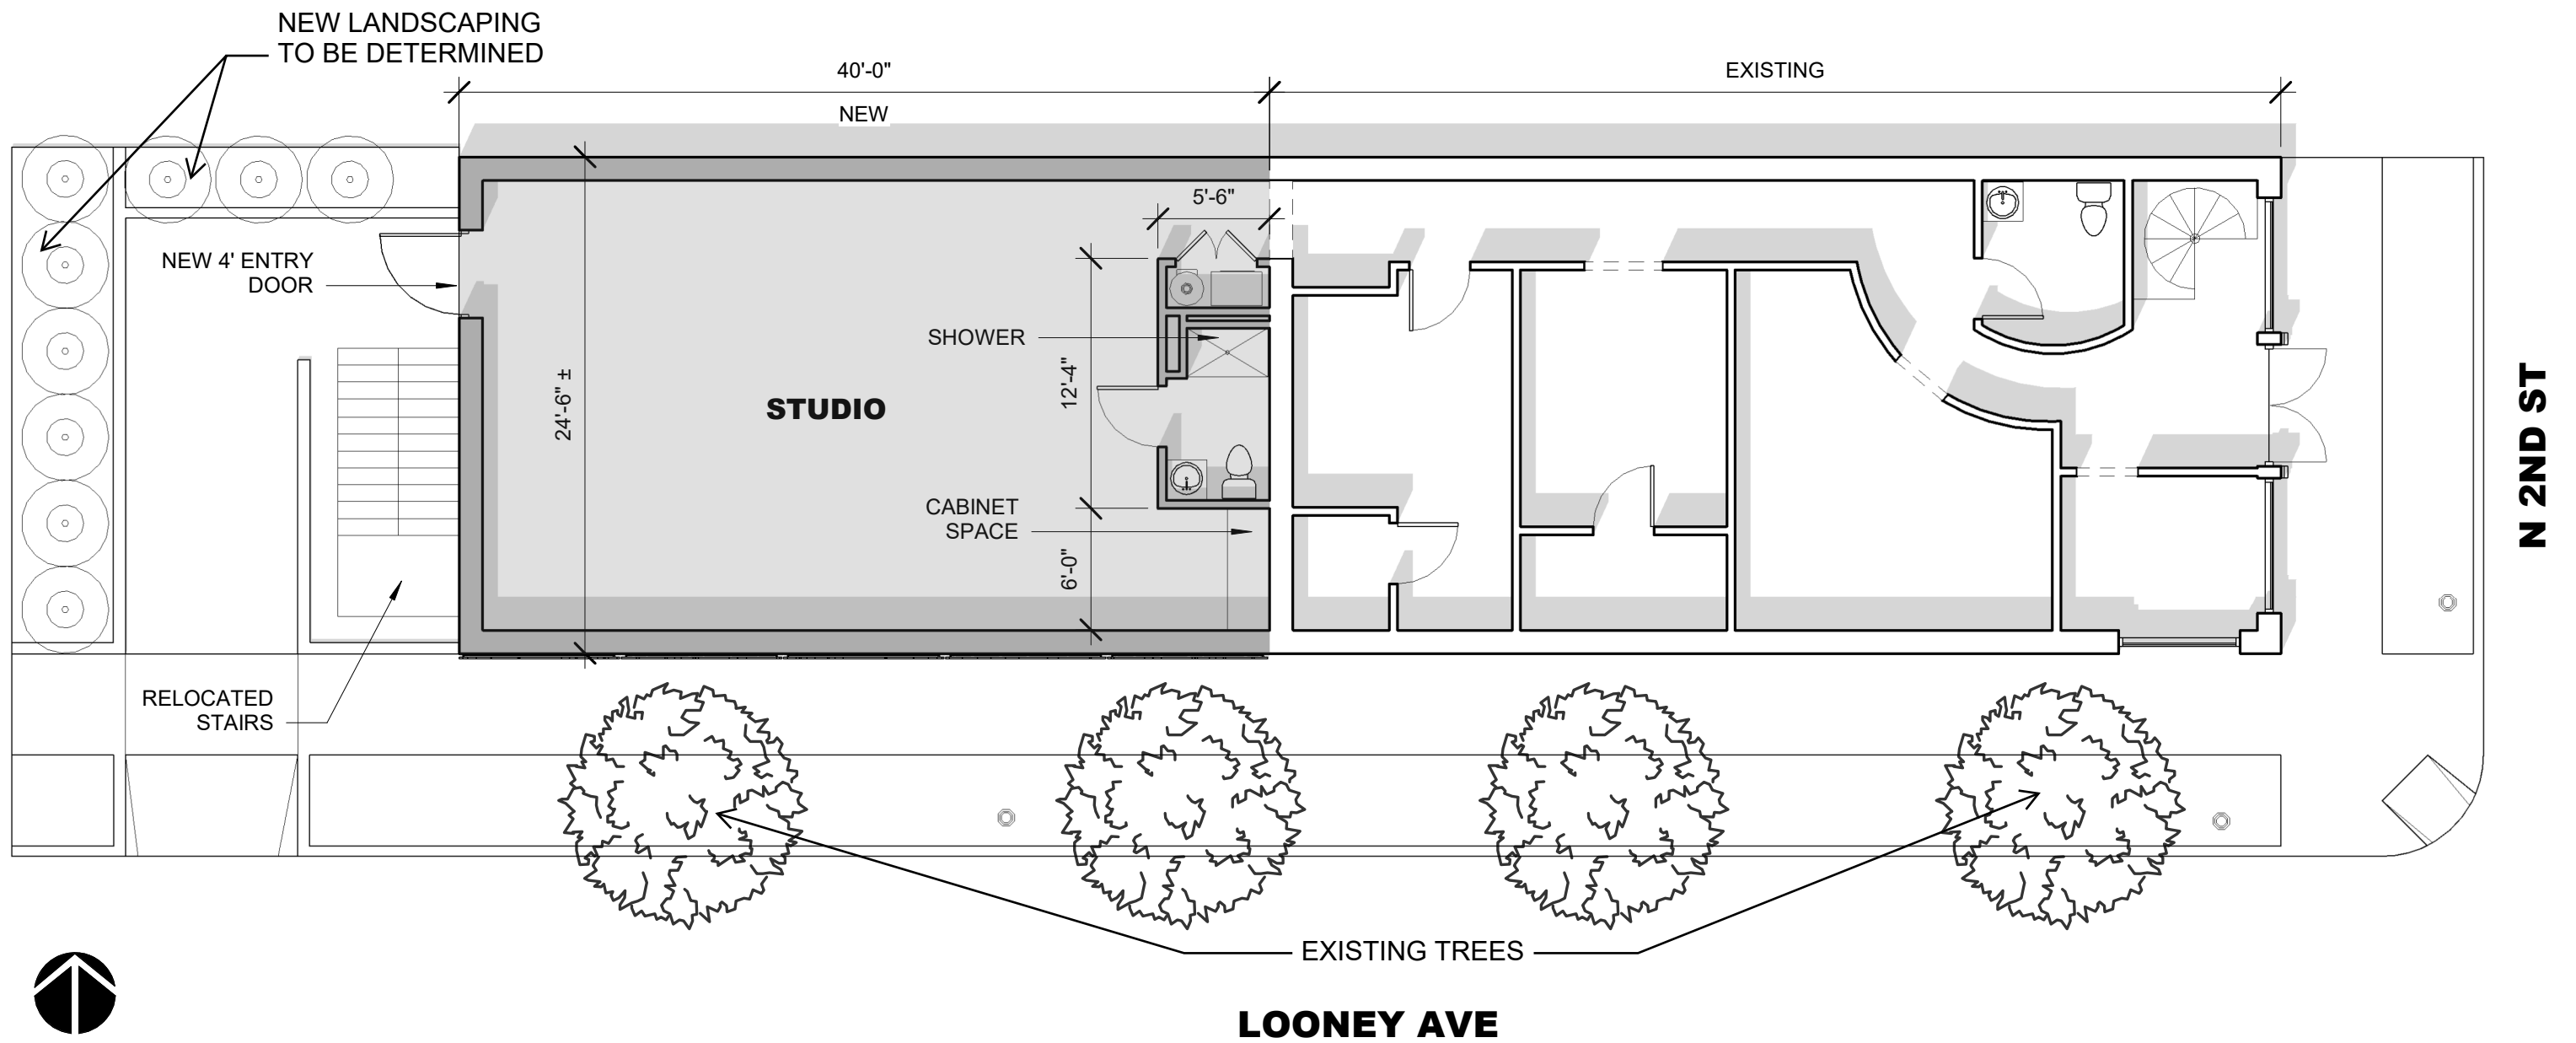 NEW LANDSCAPING
TO BE DETERMINED
40'-0"
EXISTING
NEW
5'-6"
NEW 4' ENTRY
DOOR
SHOWER
24'-6" ±
12'-4"
STUDIO
N 2ND ST
CABINET
SPACE
6'-0"
RELOCATED
STAIRS
EXISTING TREES
LOONEY AVE